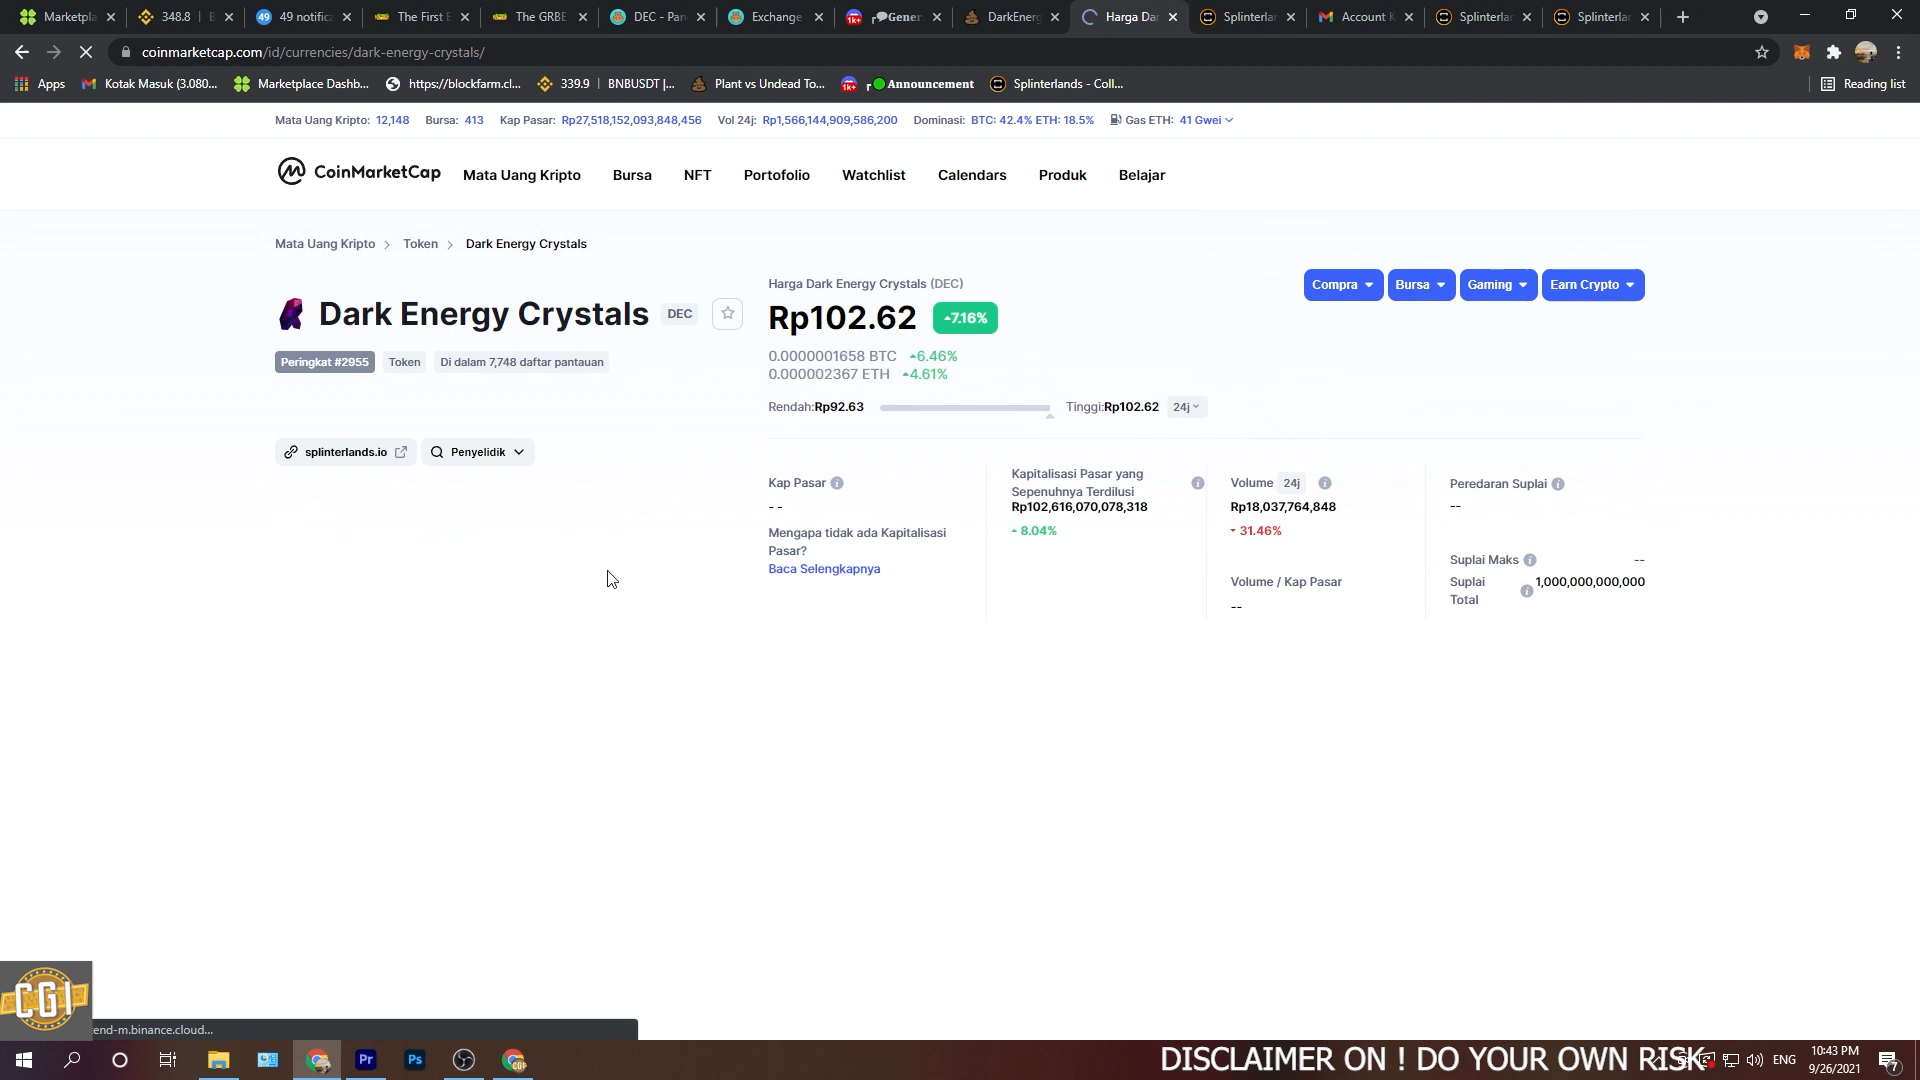 Marketpla
348.8 | B
49 notifica
The First E
The GRBE
DEC - Pan
Exchange
Gener
DarkEnerg
Harga Dar
Splinterlar
Account K
Splinterlar
Splinterlar
coinmarketcap.com/id/currencies/dark-energy-crystals/
Apps
Kotak Masuk (3.080...
Marketplace Dashb...
https://blockfarm.cl...
339.9 | BNBUSDT |...
Plant vs Undead To...
Announcement
Splinterlands - Coll...
Reading list
Mata Uang Kripto: 12,148 Bursa: 413 Kap Pasar: Rp27,518,152,093,848,456 Vol 24j: Rp1,566,144,909,586,200 Dominasi: BTC: 42.4% ETH: 18.5% Gas ETH: 41 Gwei
CoinMarketCap
Mata Uang Kripto Bursa NFT Portofolio Watchlist Calendars Produk Belajar
Mata Uang Kripto > Token > Dark Energy Crystals
Dark Energy Crystals DEC
Peringkat #2955 Token Di dalam 7,748 daftar pantauan
splinterlands.io Penyelidik
Harga Dark Energy Crystals (DEC)
Rp102.62 7.16%
0.0000001658 BTC 6.46%
0.000002367 ETH 4.61%
Rendah:Rp92.63 Tinggi:Rp102.62 24j
Compra Bursa Gaming Earn Crypto
Kap Pasar
- -
Mengapa tidak ada Kapitalisasi
Pasar?
Baca Selengkapnya
Kapitalisasi Pasar yang
Sepenuhnya Terdilusi
Rp102,616,070,078,318
8.04%
Volume 24j
Rp18,037,764,848
31.46%
Volume / Kap Pasar
--
Peredaran Suplai
--
Suplai Maks --
Suplai
Total
1,000,000,000,000
CGI
end-m.binance.cloud...
DISCLAIMER ON ! DO YOUR OWN RISK
ENG
10:43 PM
9/26/2021
7